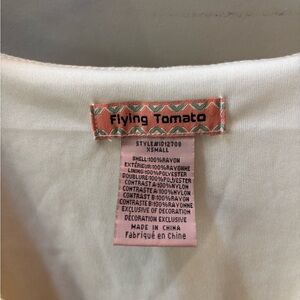 Flying Tomato
STYLE#ID12708
XSMALL
SHELL:100%RAYON
EXTÉRIEUR:100%RAYONNE
LINING:100%POLYESTER
DOUBLURE:100%POLYESTER
CONTRAST A:100%NYLON
CONTRASTE A:100%NYLON
CONTRAST B:100%RAYON
CONTRASTE B:100%RAYONNE
EXCLUSIVE OF DECORATION
DÉCORATION EXCLUSIVE
MADE IN CHINA
Fabriqué en Chine